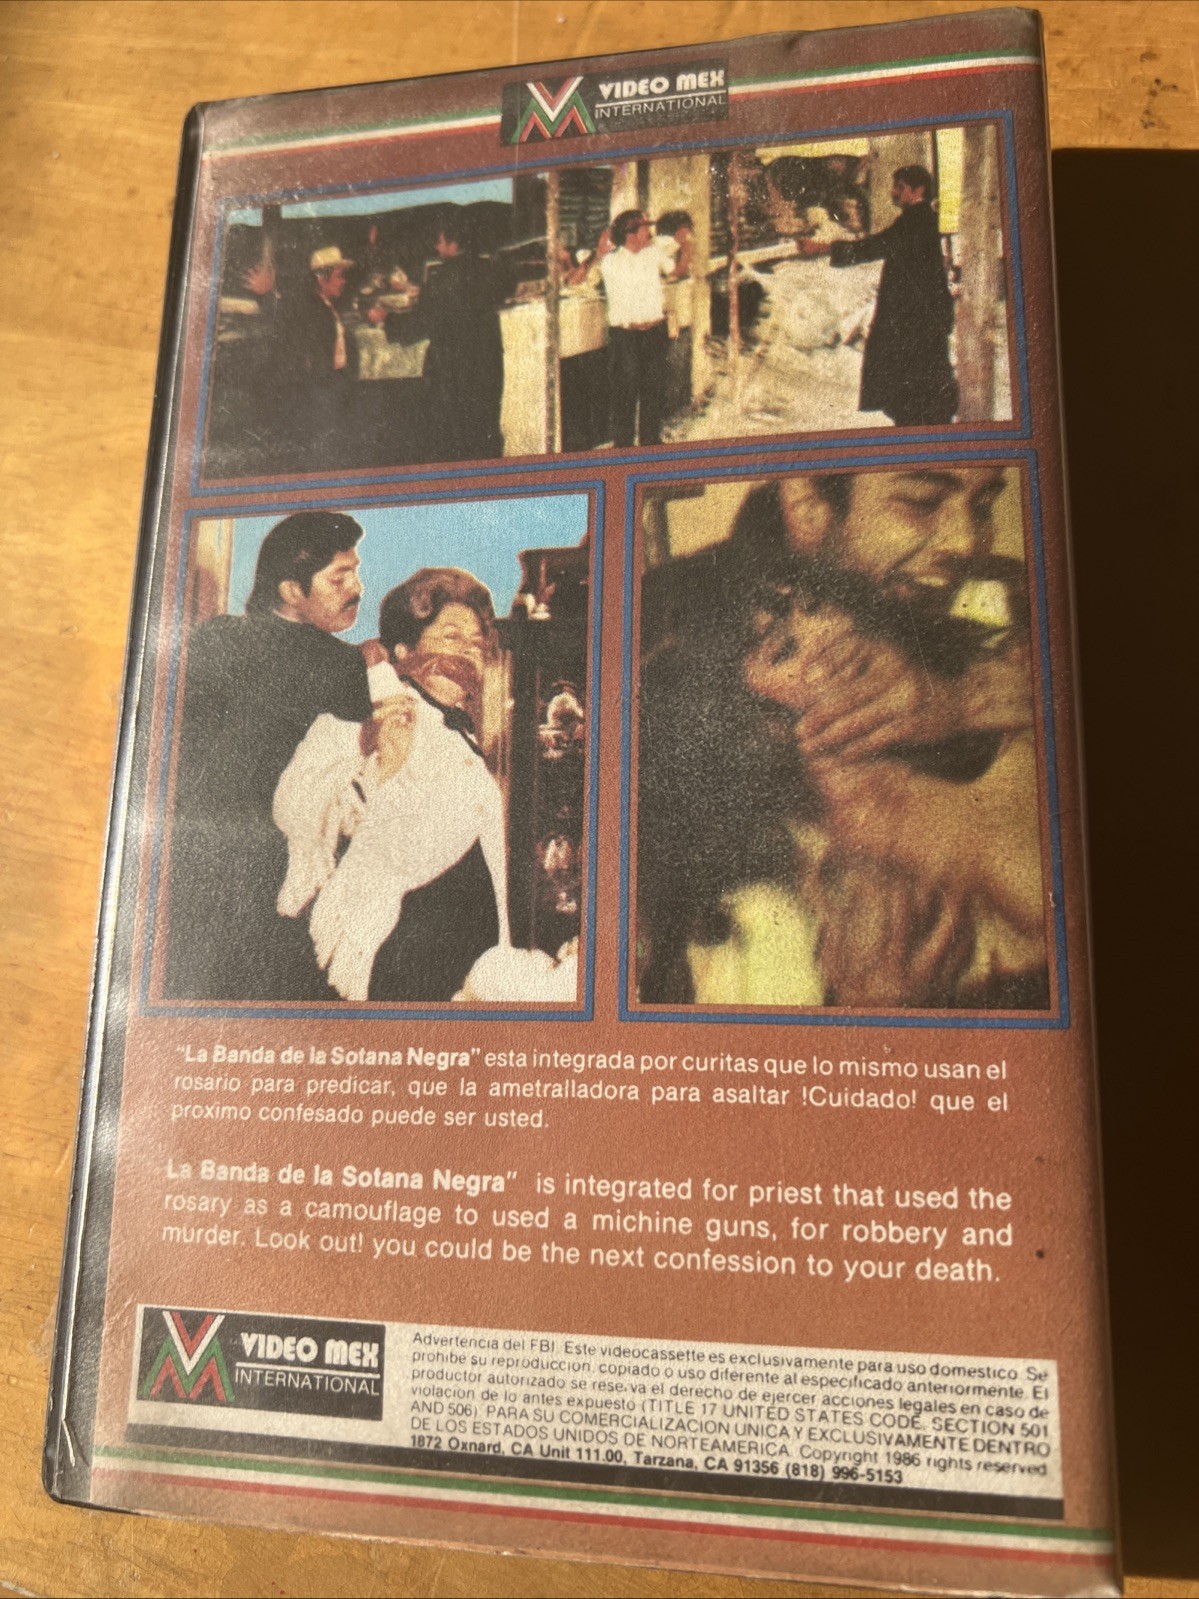 VIDEO MEX
INTERNATIONAL
"La Banda de la Sotana Negra" esta integrada por curitas que lo mismo usan el
rosario para predicar, que la ametralladora para asaltar !Cuidado! que el
proximo confesado puede ser usted.
La Banda de la Sotana Negra" is integrated for priest that used the
rosary as a camouflage to used a michine guns, for robbery and
murder. Look out! you could be the next confession to your death.
VIDEO MEX
INTERNATIONAL
Advertencia del FBI. Este videocassette es exclusivamente para uso domestico. Se
prohibe su reproduccion, copiado o uso diferente al especificado anteriormente. El
productor autorizado se reserva el derecho de ejercer acciones legales en caso de
violacion de lo antes expuesto (TITLE 17 UNITED STATES CODE, SECTION 501
AND 506). PARA SU COMERCIALIZACION UNICA Y EXCLUSIVAMENTE DENTRO
DE LOS ESTADOS UNIDOS DE NORTEAMERICA. Copyright 1986 rights reserved
1872 Oxnard, CA Unit 111.00, Tarzana, CA 91356 (818) 996-5153